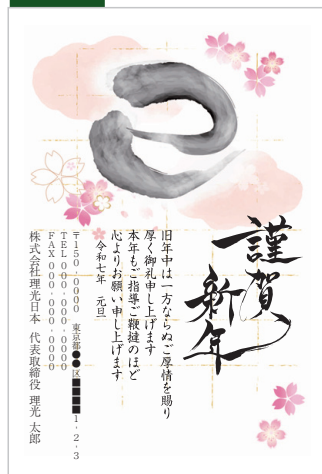 巳
謹賀
新年
旧年中は一方ならぬご厚情を賜り
厚く御礼申し上げます
本年もご指導ご鞭撻のほど
心よりお願い申し上げます
令和七年 元旦
〒150-0000 東京都●●区■■■■1-2-3
TEL 000-000-0000
FAX 000-000-0000
株式会社理光日本 代表取締役 理光 太郎